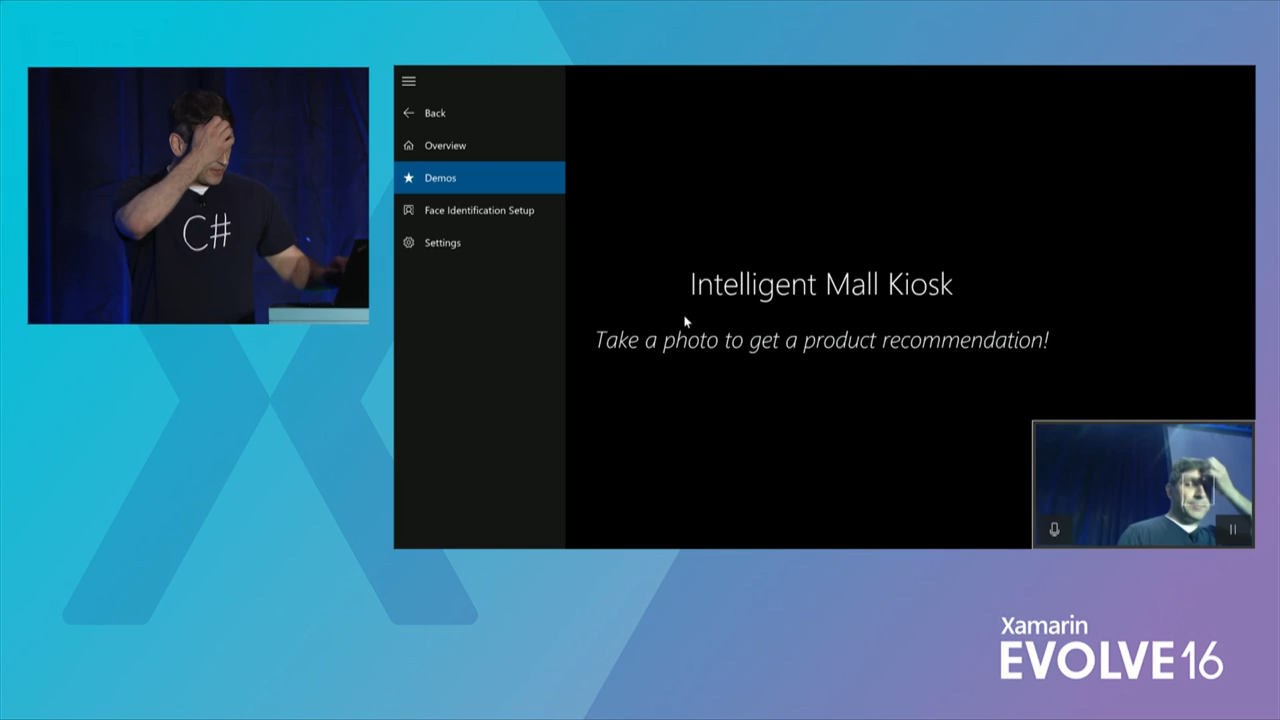 C#
Back
Overview
Demos
Face Identification Setup
Settings
Intelligent Mall Kiosk
Take a photo to get a product recommendation!
Xamarin
EVOLVE 16